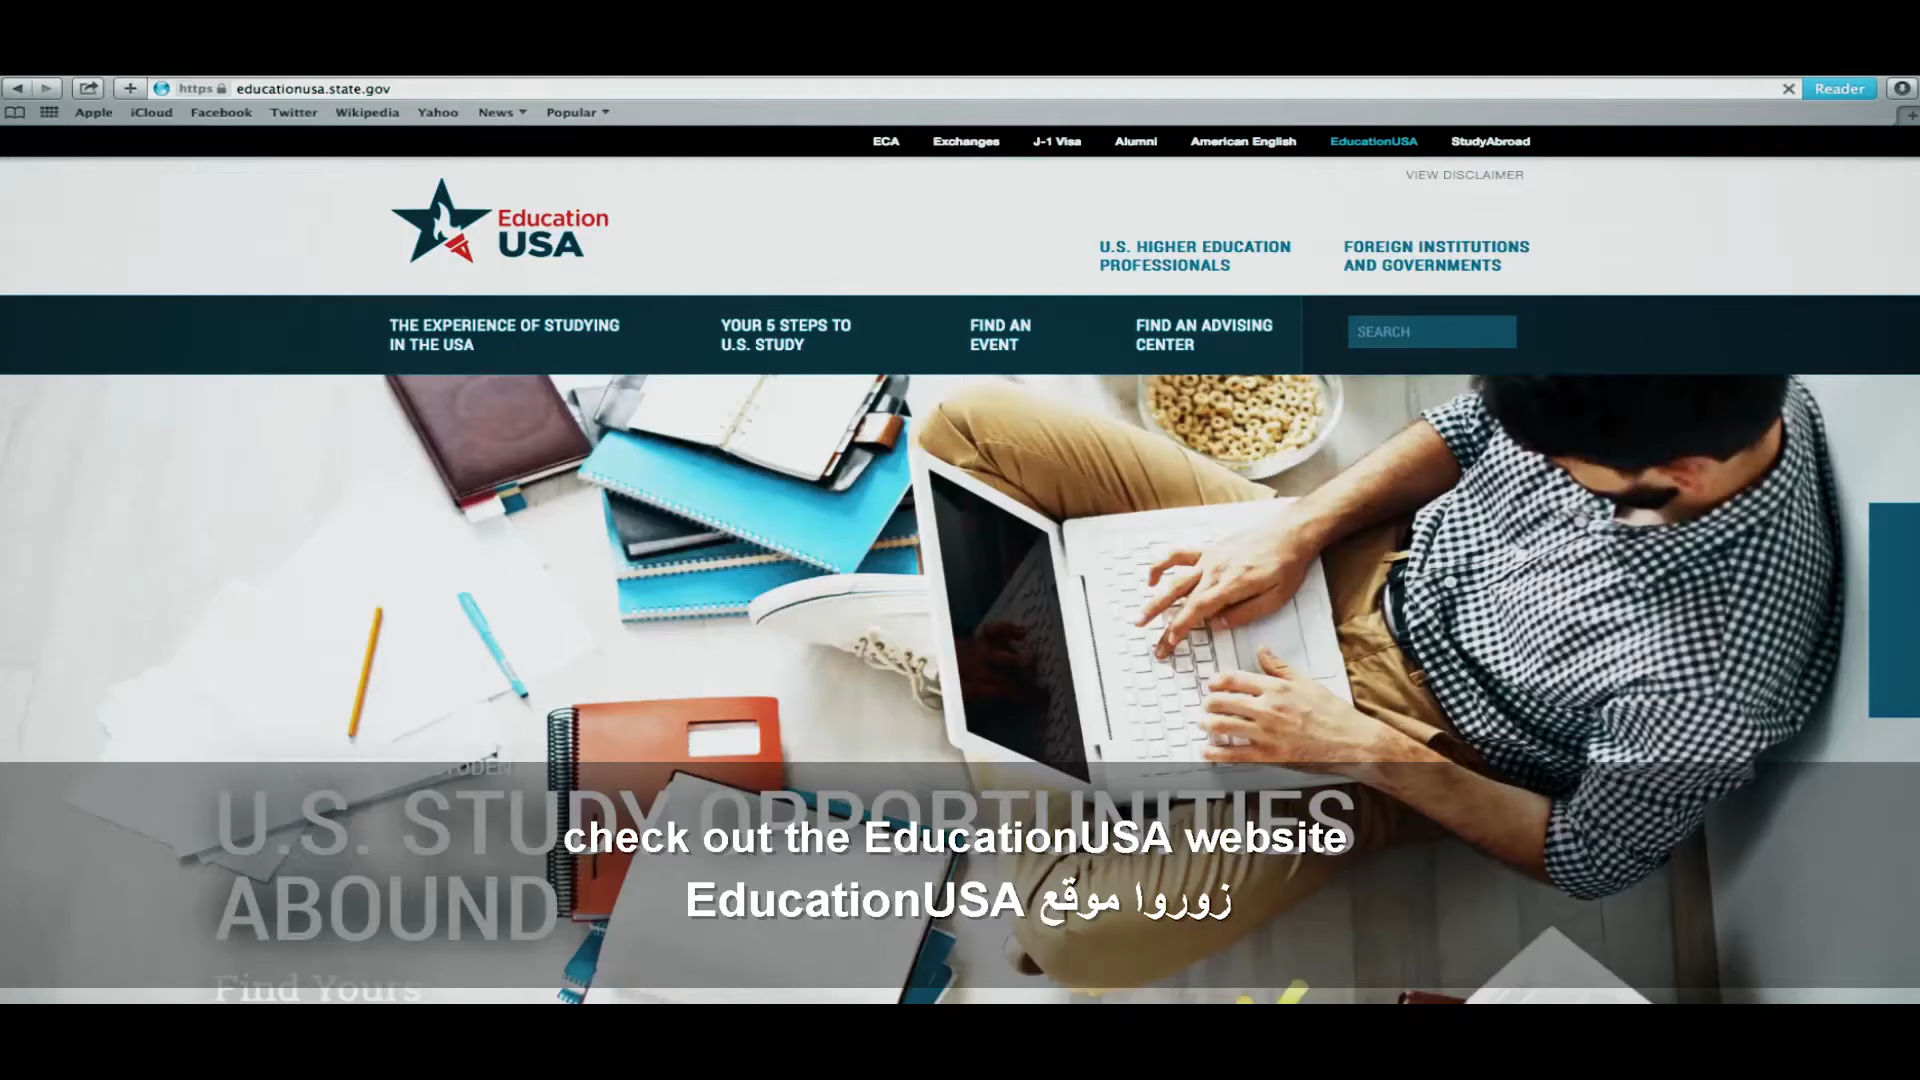 https educationusa.state.gov
Reader
Apple iCloud Facebook Twitter Wikipedia Yahoo News Popular
ECA Exchanges J-1 Visa Alumni American English EducationUSA StudyAbroad
VIEW DISCLAIMER
Education
USA
U.S. HIGHER EDUCATION
PROFESSIONALS
FOREIGN INSTITUTIONS
AND GOVERNMENTS
THE EXPERIENCE OF STUDYING
IN THE USA
YOUR 5 STEPS TO
U.S. STUDY
FIND AN
EVENT
FIND AN ADVISING
CENTER
SEARCH
U.S. STUDY OPPORTUNITIES
ABOUND
Find Yours
check out the EducationUSA website
زوروا موقع EducationUSA